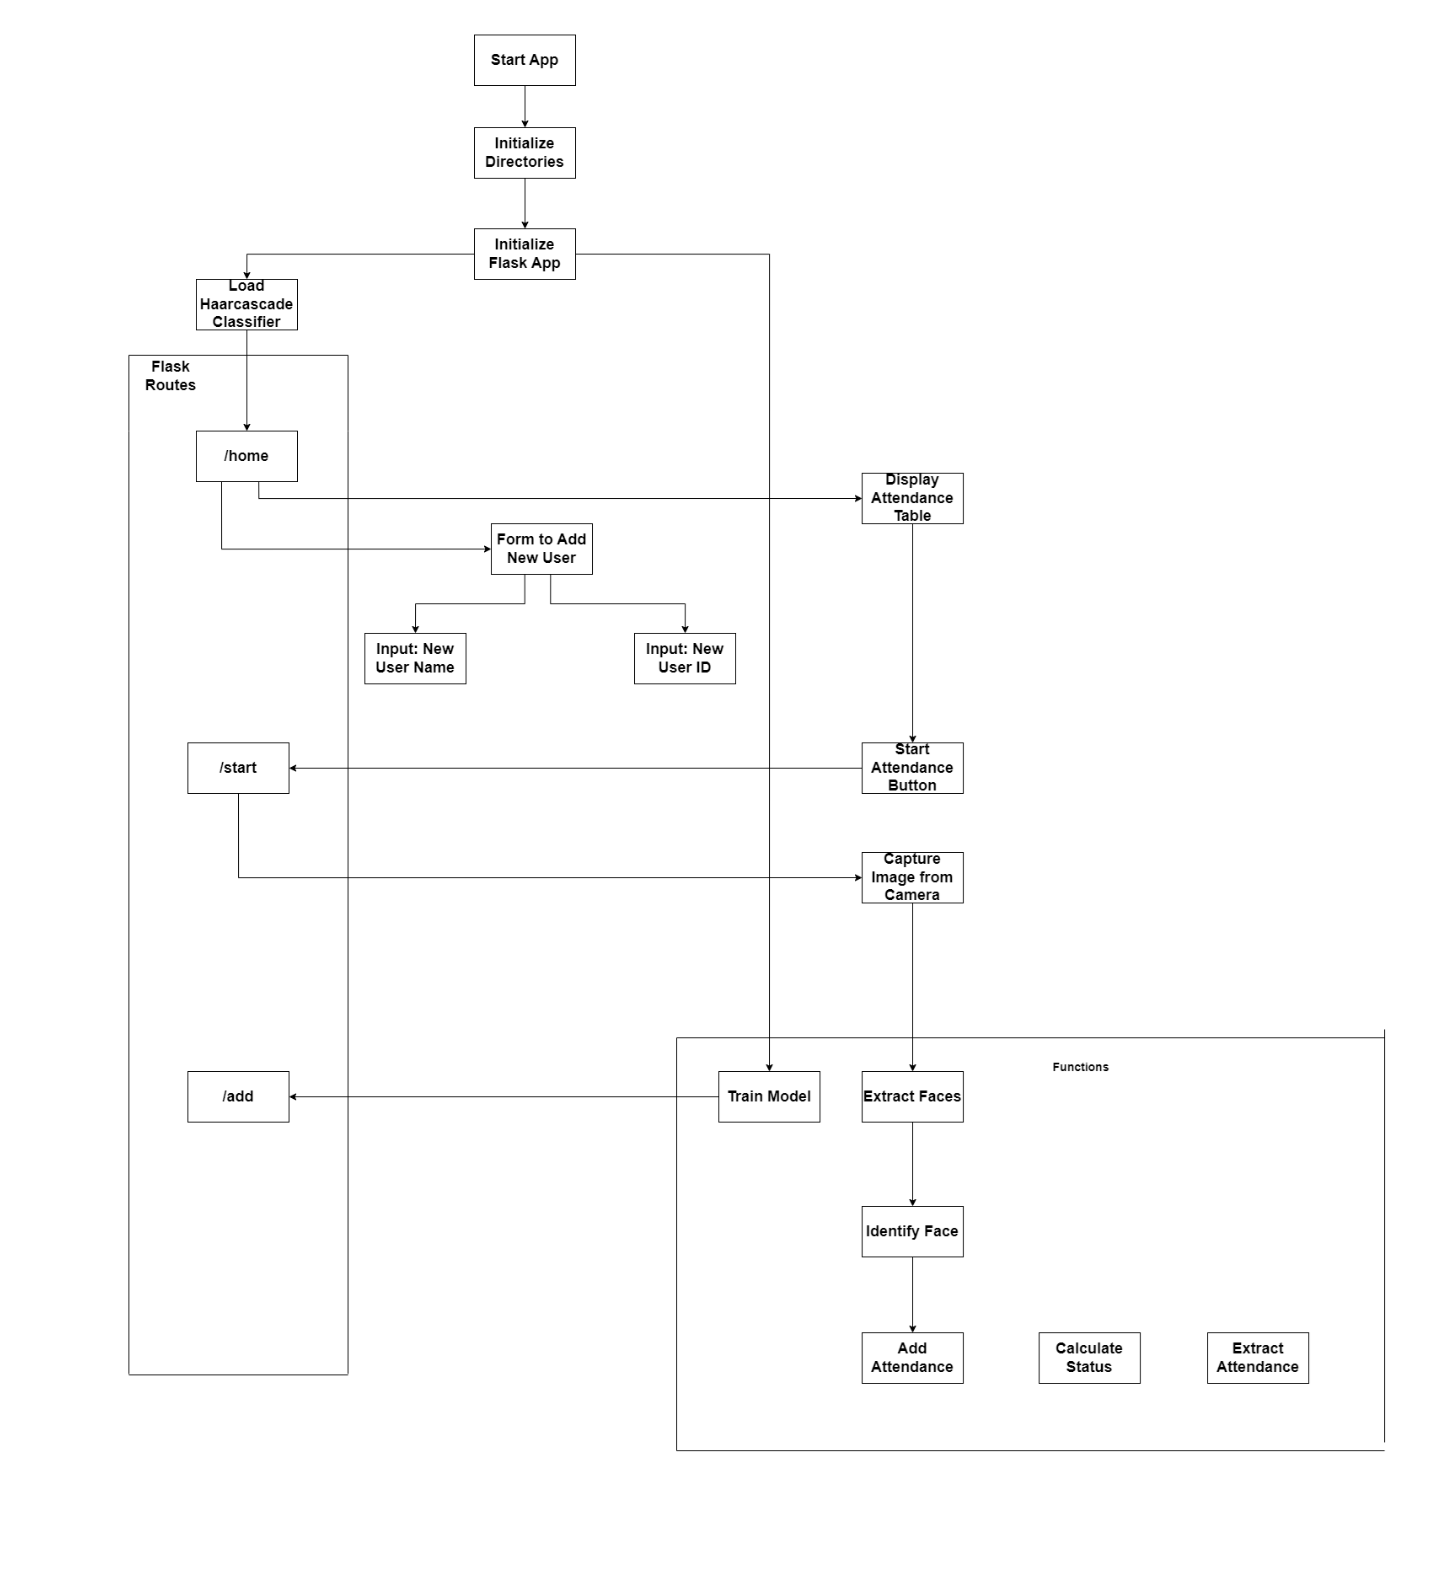 Start App
Initialize
Directories
Initialize
Flask App
Load
Haarcascade
Classifier
Flask
Routes
/home
Display
Attendance
Table
Form to Add
New User
Input: New
User Name
Input: New
User ID
/start
Start
Attendance
Button
Capture
Image from
Camera
Functions
/add
Train Model
Extract Faces
Identify Face
Add
Attendance
Calculate
Status
Extract
Attendance